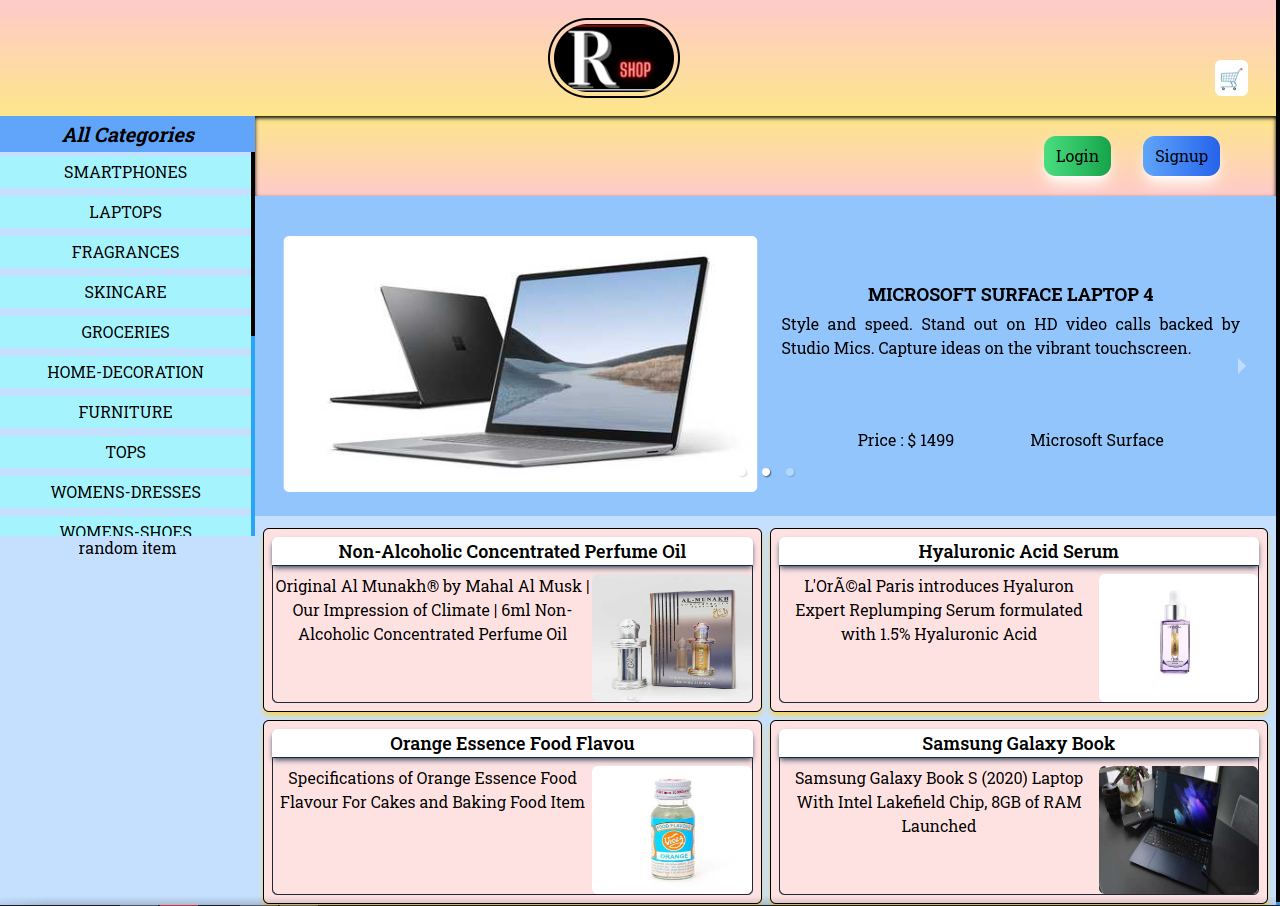 R SHOP
All Categories
Login
Signup
SMARTPHONES
LAPTOPS
FRAGRANCES
SKINCARE
GROCERIES
HOME-DECORATION
FURNITURE
TOPS
WOMENS-DRESSES
WOMENS-SHOES
random item
MICROSOFT SURFACE LAPTOP 4
Style and speed. Stand out on HD video calls backed by
Studio Mics. Capture ideas on the vibrant touchscreen.
Price : $ 1499
Microsoft Surface
Non-Alcoholic Concentrated Perfume Oil
Original Al Munakh® by Mahal Al Musk |
Our Impression of Climate | 6ml Non-
Alcoholic Concentrated Perfume Oil
AL-MUNAKH
Hyaluronic Acid Serum
L'OrÃ©al Paris introduces Hyaluron
Expert Replumping Serum formulated
with 1.5% Hyaluronic Acid
Orange Essence Food Flavou
Specifications of Orange Essence Food
Flavour For Cakes and Baking Food Item
FOOD FLAVOUR
ORANGE
Samsung Galaxy Book
Samsung Galaxy Book S (2020) Laptop
With Intel Lakefield Chip, 8GB of RAM
Launched